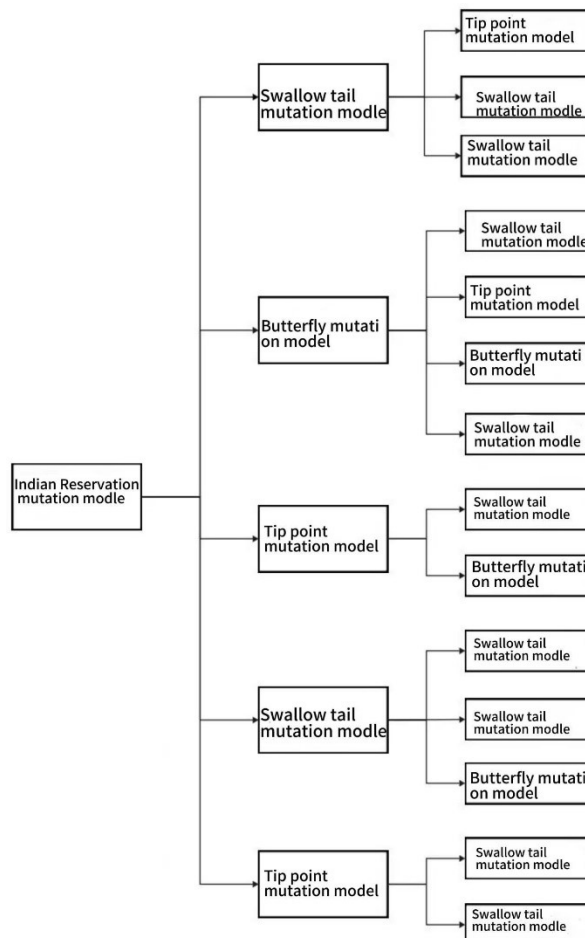 Tip point
mutation model
Swallow tail
mutation modle
Swallow tail
mutation modle
Swallow tail
mutation modle
Swallow tail
mutation modle
Tip point
mutation model
Butterfly mutati
on model
Butterfly mutati
on model
Swallow tail
mutation modle
Indian Reservation
mutation modle
Swallow tail
mutation modle
Tip point
mutation model
Butterfly mutati
on model
Swallow tail
mutation modle
Swallow tail
mutation modle
Swallow tail
mutation modle
Butterfly mutati
on model
Swallow tail
mutation modle
Tip point
mutation model
Swallow tail
mutation modle